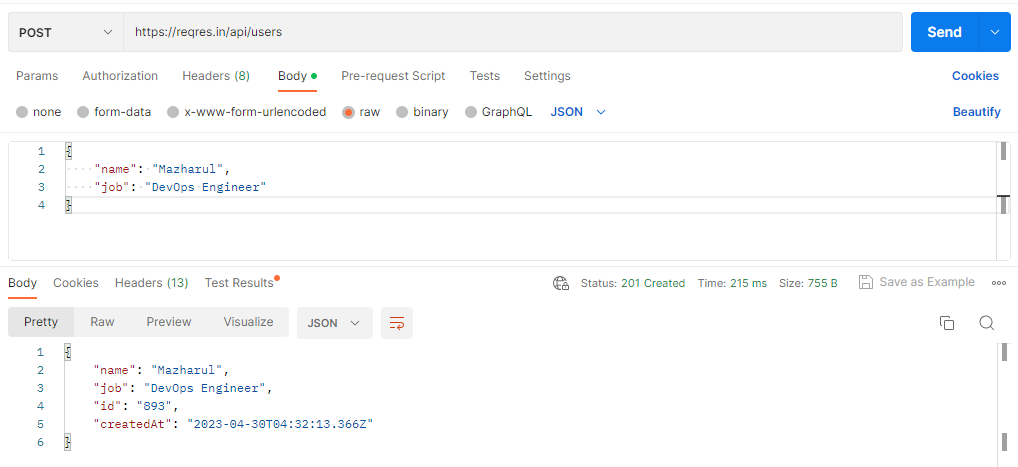 POST https://reqres.in/api/users Send
Params Authorization Headers (8) Body Pre-request Script Tests Settings Cookies
none form-data x-www-form-urlencoded raw binary GraphQL JSON Beautify
1 {
2 "name": "Mazharul",
3 "job": "DevOps Engineer"
4 }
Body Cookies Headers (13) Test Results Status: 201 Created Time: 215 ms Size: 755 B Save as Example
Pretty Raw Preview Visualize JSON
1 {
2 "name": "Mazharul",
3 "job": "DevOps Engineer",
4 "id": "893",
5 "createdAt": "2023-04-30T04:32:13.366Z"
6 }